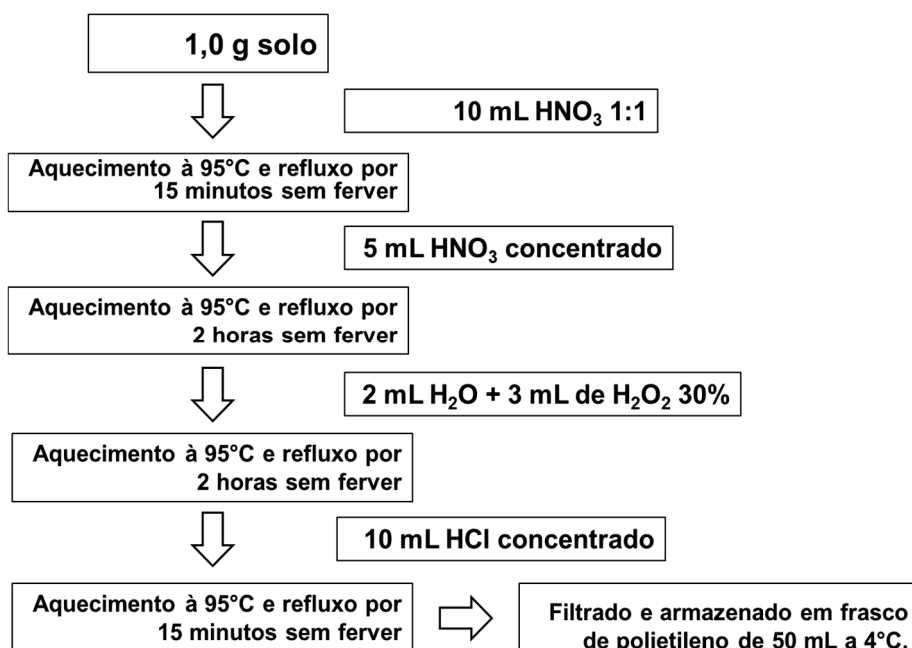 1,0 g solo
10 mL HNO₃ 1:1
Aquecimento à 95°C e refluxo por
15 minutos sem ferver
5 mL HNO₃ concentrado
Aquecimento à 95°C e refluxo por
2 horas sem ferver
2 mL H₂O + 3 mL de H₂O₂ 30%
Aquecimento à 95°C e refluxo por
2 horas sem ferver
10 mL HCl concentrado
Aquecimento à 95°C e refluxo por
15 minutos sem ferver
Filtrado e armazenado em frasco
de polietileno de 50 mL a 4°C.